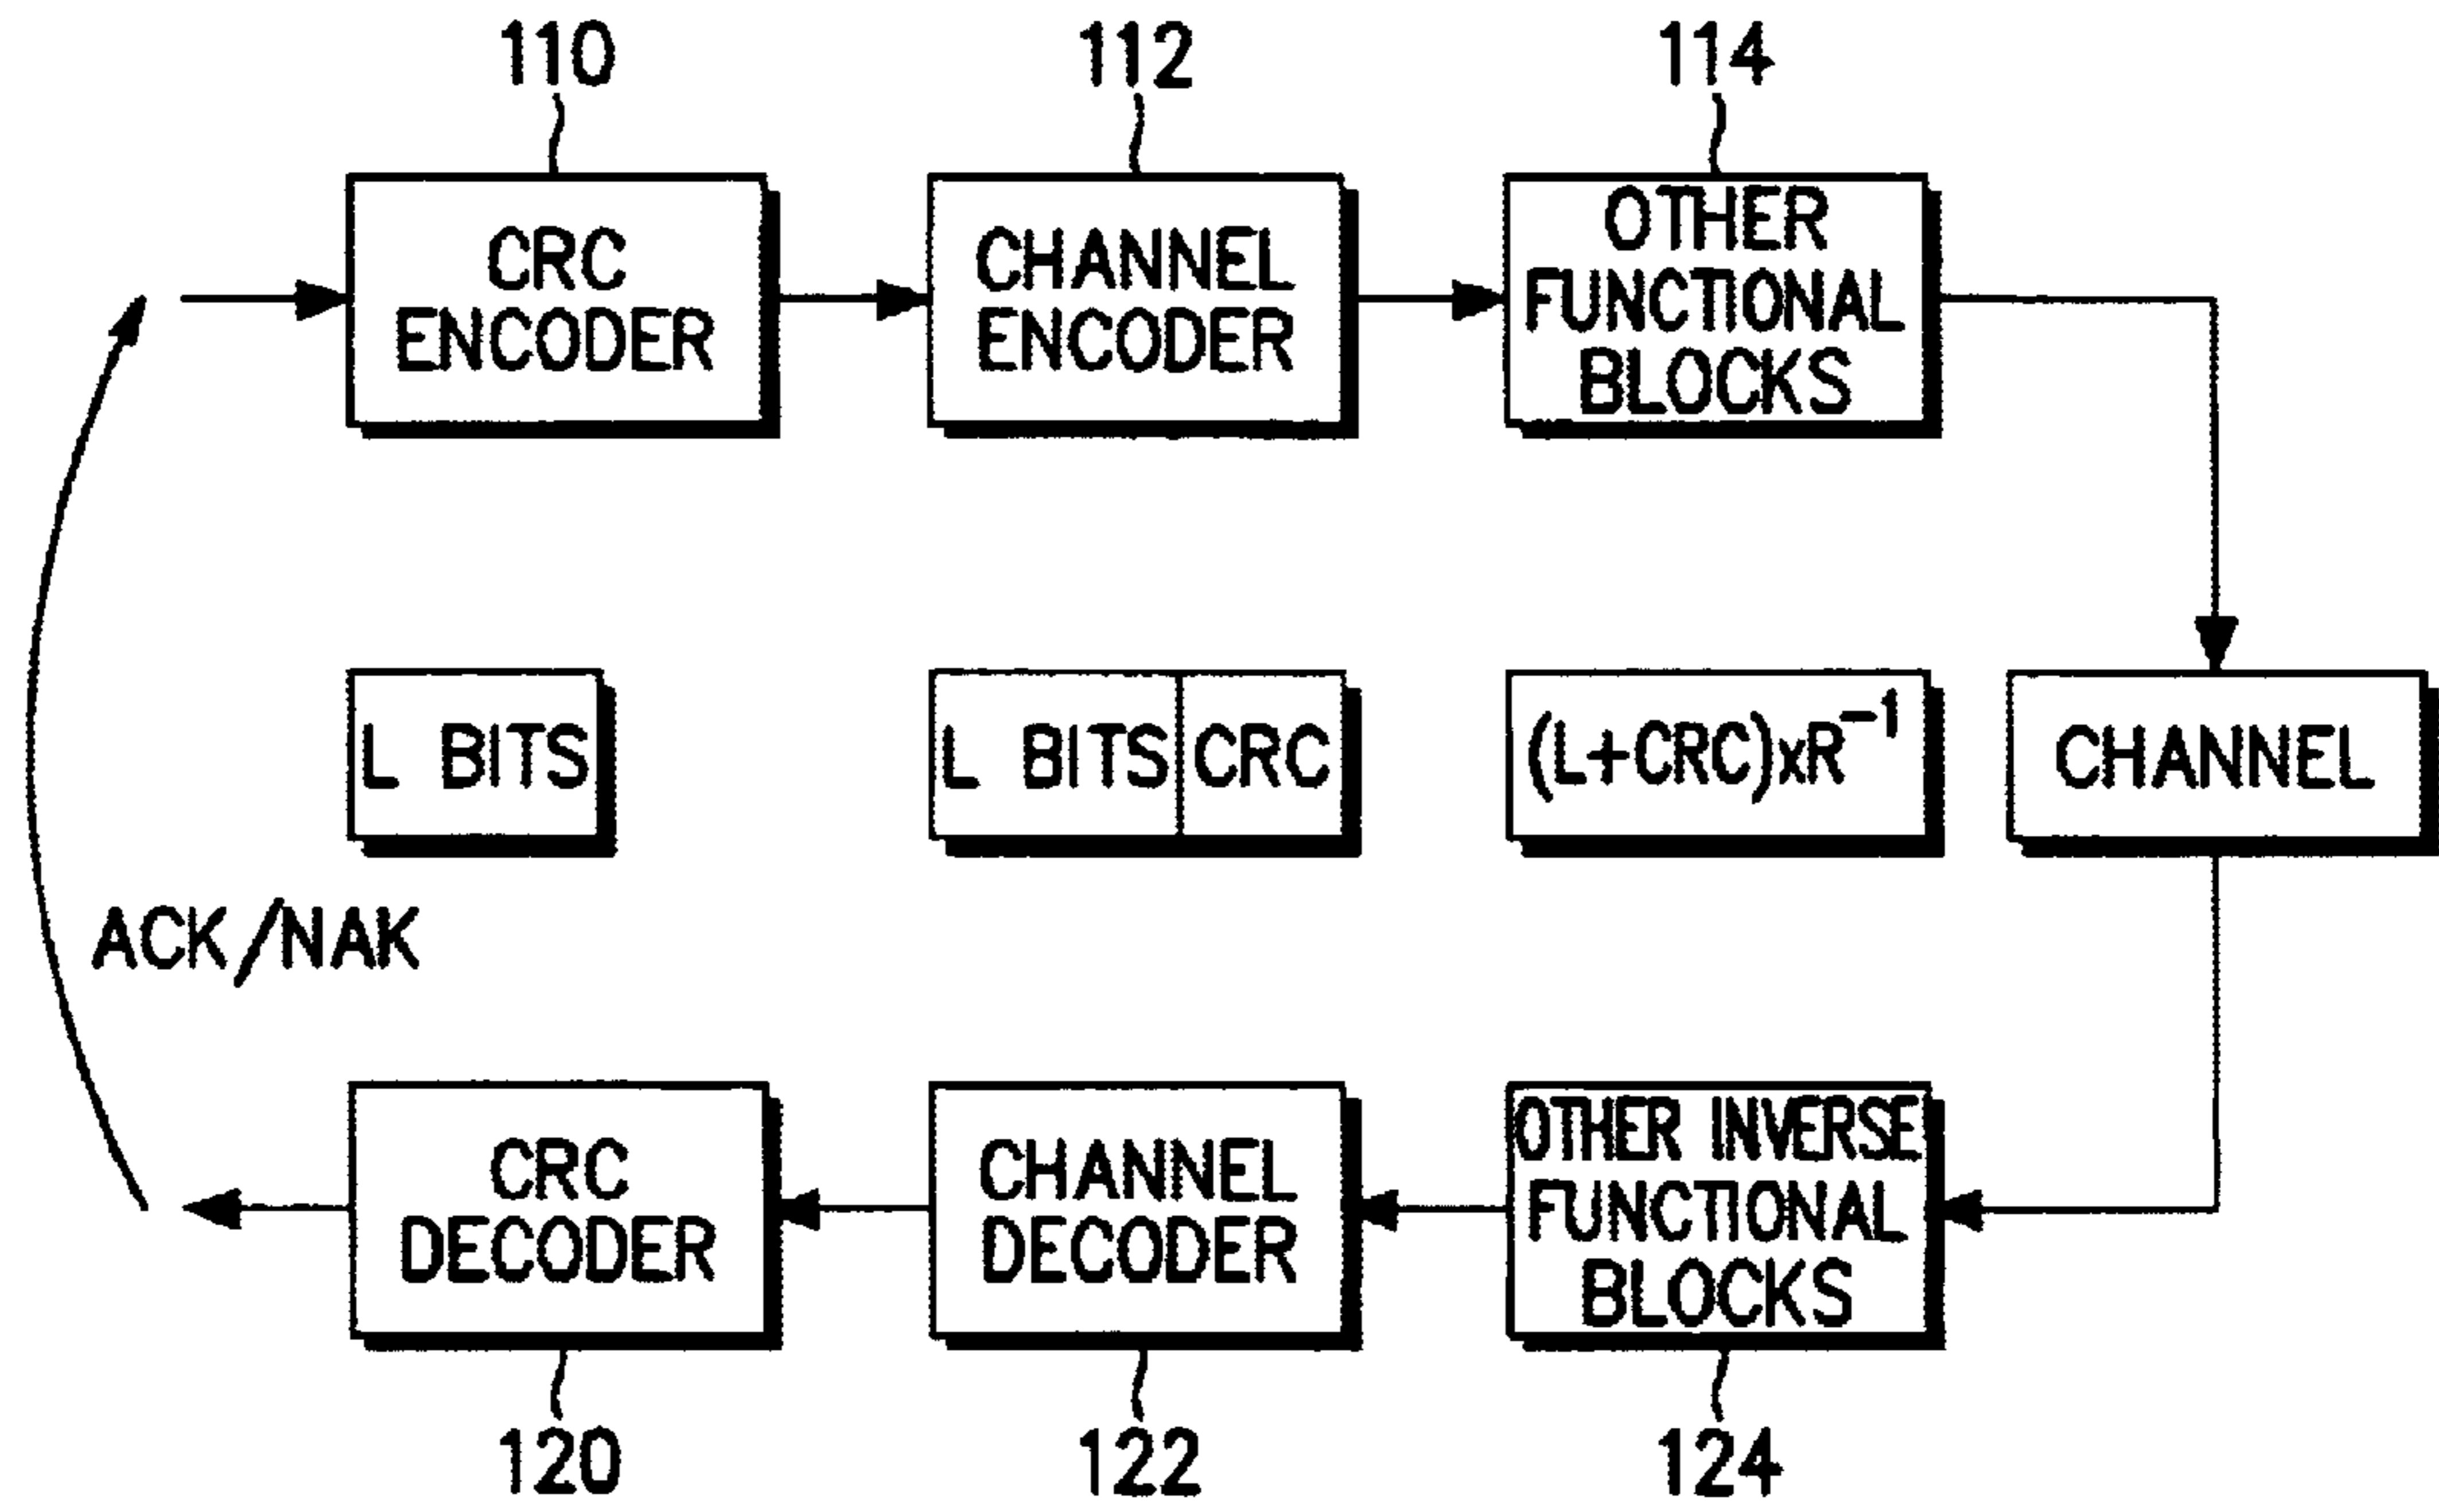 110
112
114
CRC
ENCODER
CHANNEL
ENCODER
OTHER
FUNCTIONAL
BLOCKS
L BITS
L BITS CRC
(L+CRC)xR⁻¹
CHANNEL
ACK/NAK
CRC
DECODER
CHANNEL
DECODER
OTHER INVERSE
FUNCTIONAL
BLOCKS
120
122
124